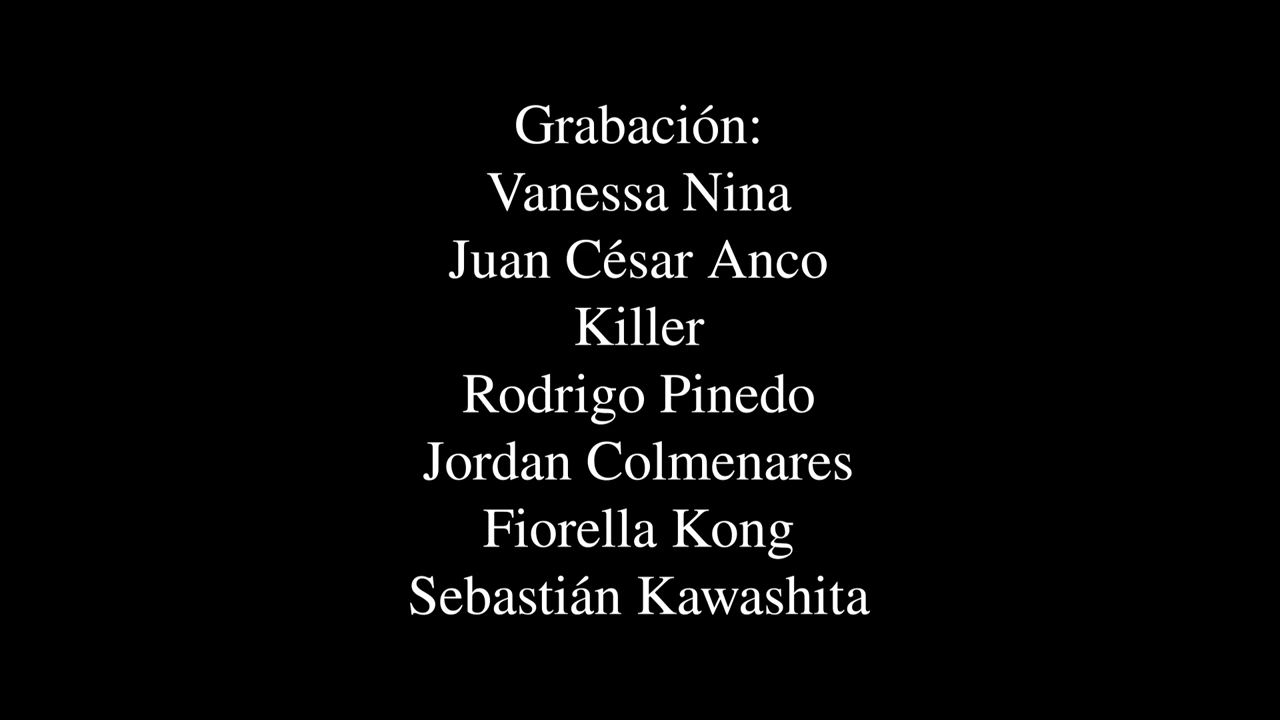 Grabación:
Vanessa Nina
Juan César Anco
Killer
Rodrigo Pinedo
Jordan Colmenares
Fiorella Kong
Sebastián Kawashita